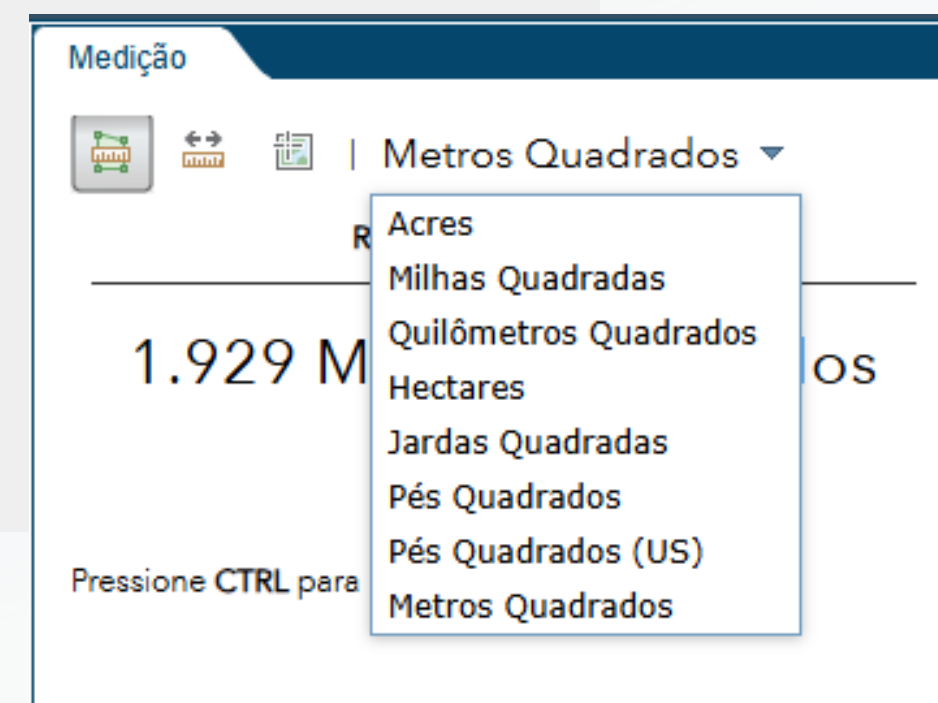 Medição
| Metros Quadrados
R
Acres
Milhas Quadradas
Quilômetros Quadrados
1.929 M os
Hectares
Jardas Quadradas
Pés Quadrados
Pés Quadrados (US)
Pressione CTRL para
Metros Quadrados